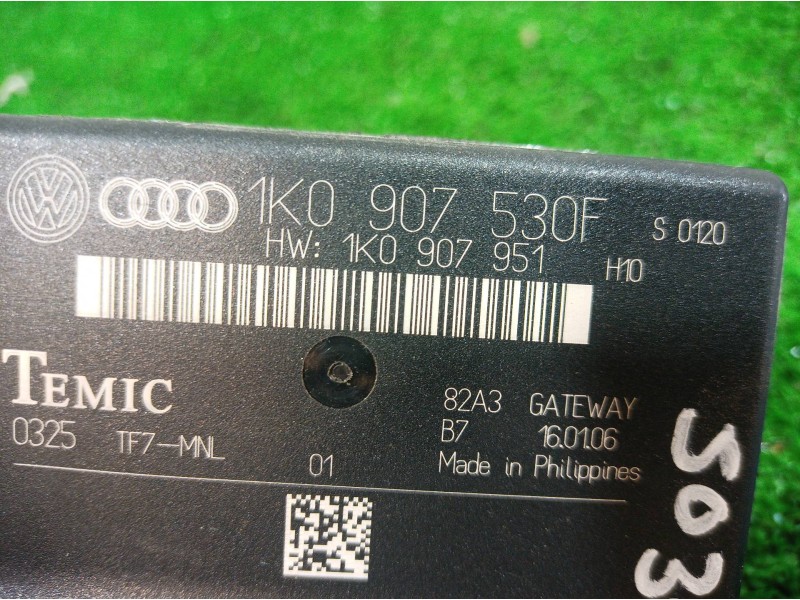 1K0 907 530F S 0120
HW: 1K0 907 951 H10
TEMIC
82A3 GATEWAY
0325 TF7-MNL
B7 16.01.06
01
Made in Philippines
503